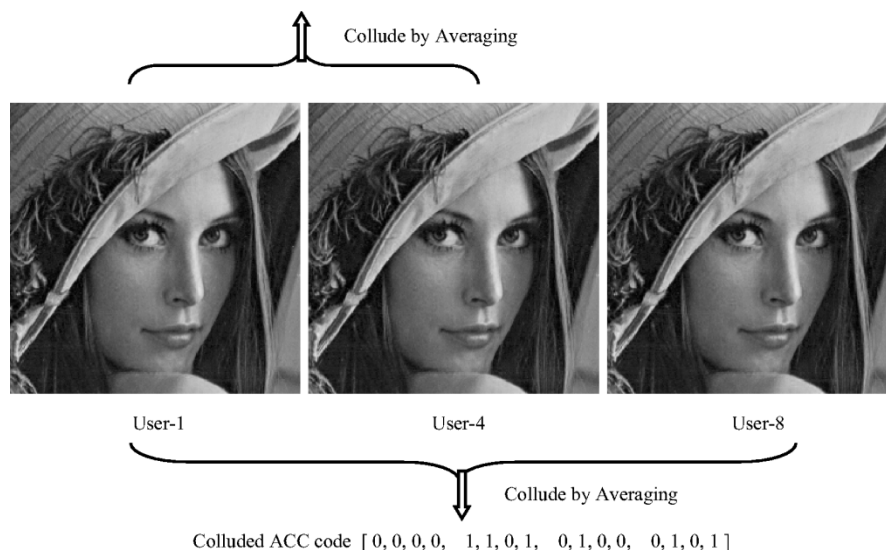 Collude by Averaging
User-1 User-4 User-8
Collude by Averaging
Colluded ACC code [ 0, 0, 0, 0, 1, 1, 0, 1, 0, 1, 0, 0, 0, 1, 0, 1 ]